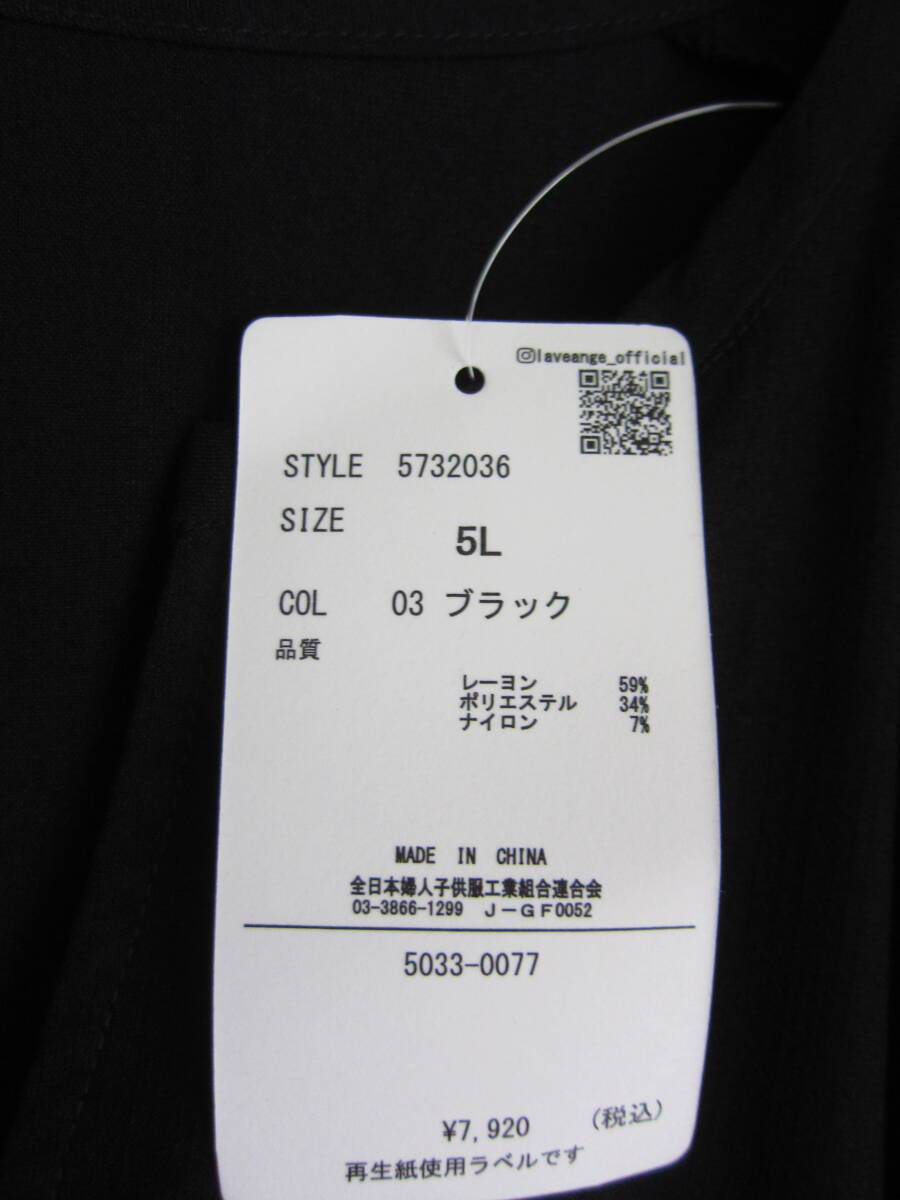 laveange_official
STYLE 5732036
SIZE 5L
COL 03 ブラック
品質
レーヨン 59%
ポリエステル 34%
ナイロン 7%
MADE IN CHINA
全日本婦人子供服工業組合連合会
03-3866-1299 J-GF0052
5033-0077
¥7,920 (税込)
再生紙使用ラベルです